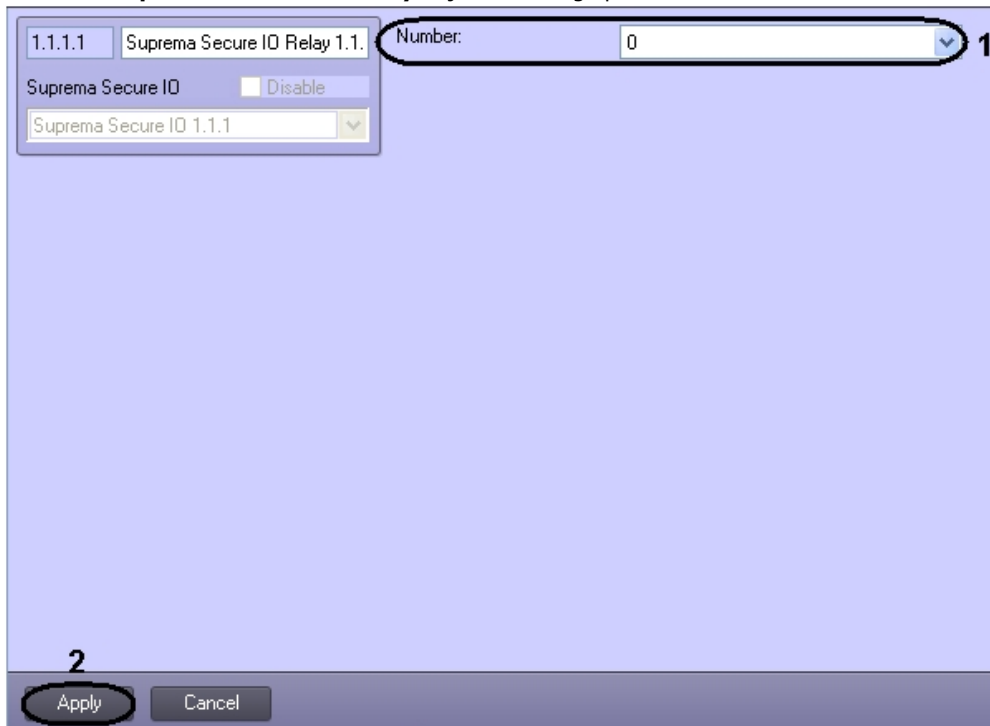 1.1.1.1 Suprema Secure IO Relay 1.1. Number: 0 1
Suprema Secure IO Disable
Suprema Secure IO 1.1.1
2
Apply Cancel